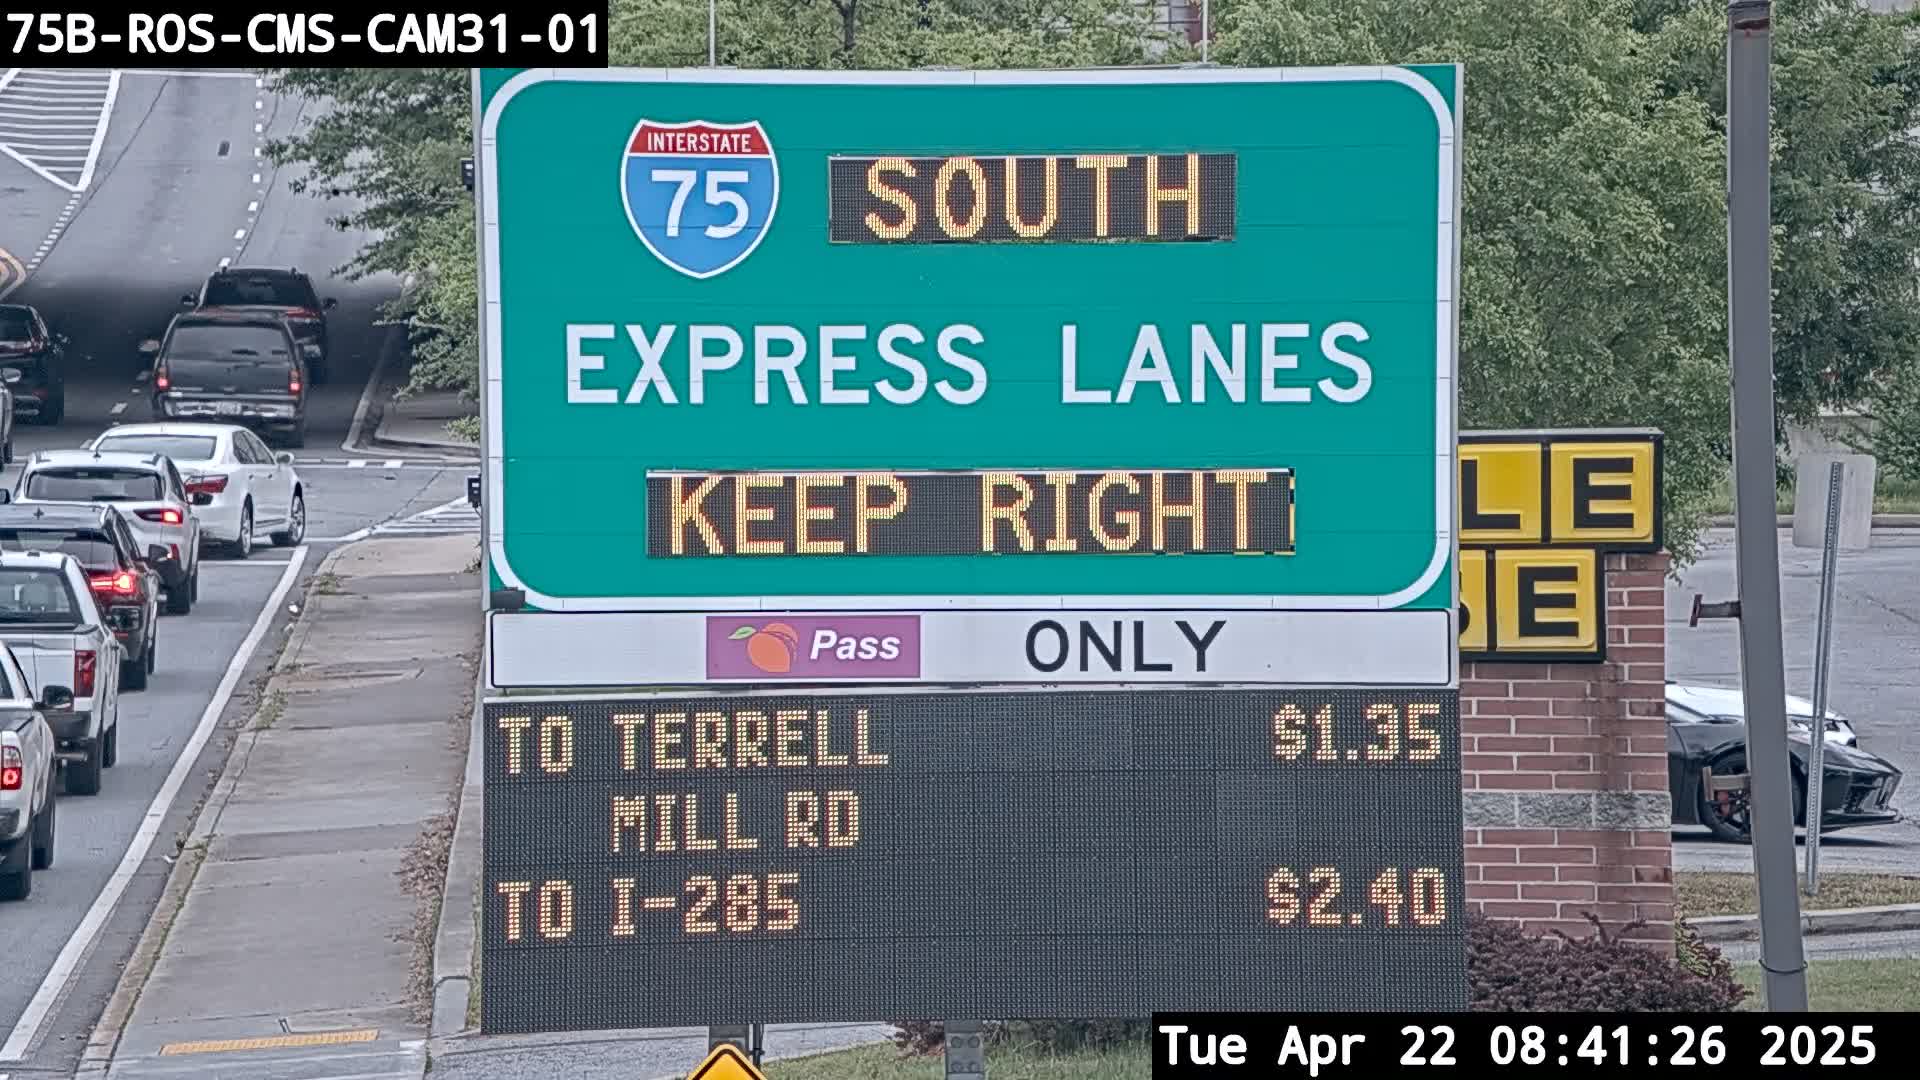 75B-ROS-CMS-CAM31-01
INTERSTATE
75
SOUTH
EXPRESS LANES
KEEP RIGHT
Pass ONLY
TO TERRELL $1.35
MILL RD
TO I-285 $2.40
LE
E
Tue Apr 22 08:41:26 2025